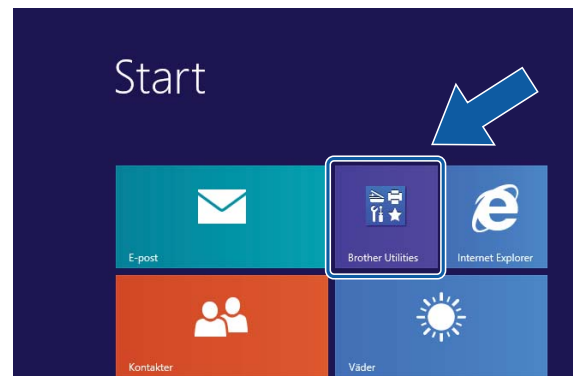 Start
E-post
Brother Utilities
Internet Explorer
Kontakter
Väder